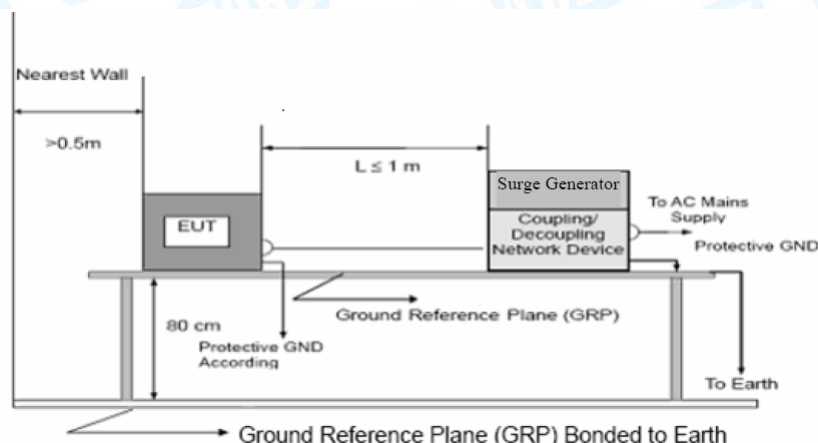 Nearest Wall
>0.5m
L ≤ 1 m
EUT
Surge Generator
Coupling/
Decoupling
Network Device
To AC Mains
Supply
Protective GND
Ground Reference Plane (GRP)
80 cm
Protective GND
According
To Earth
Ground Reference Plane (GRP) Bonded to Earth